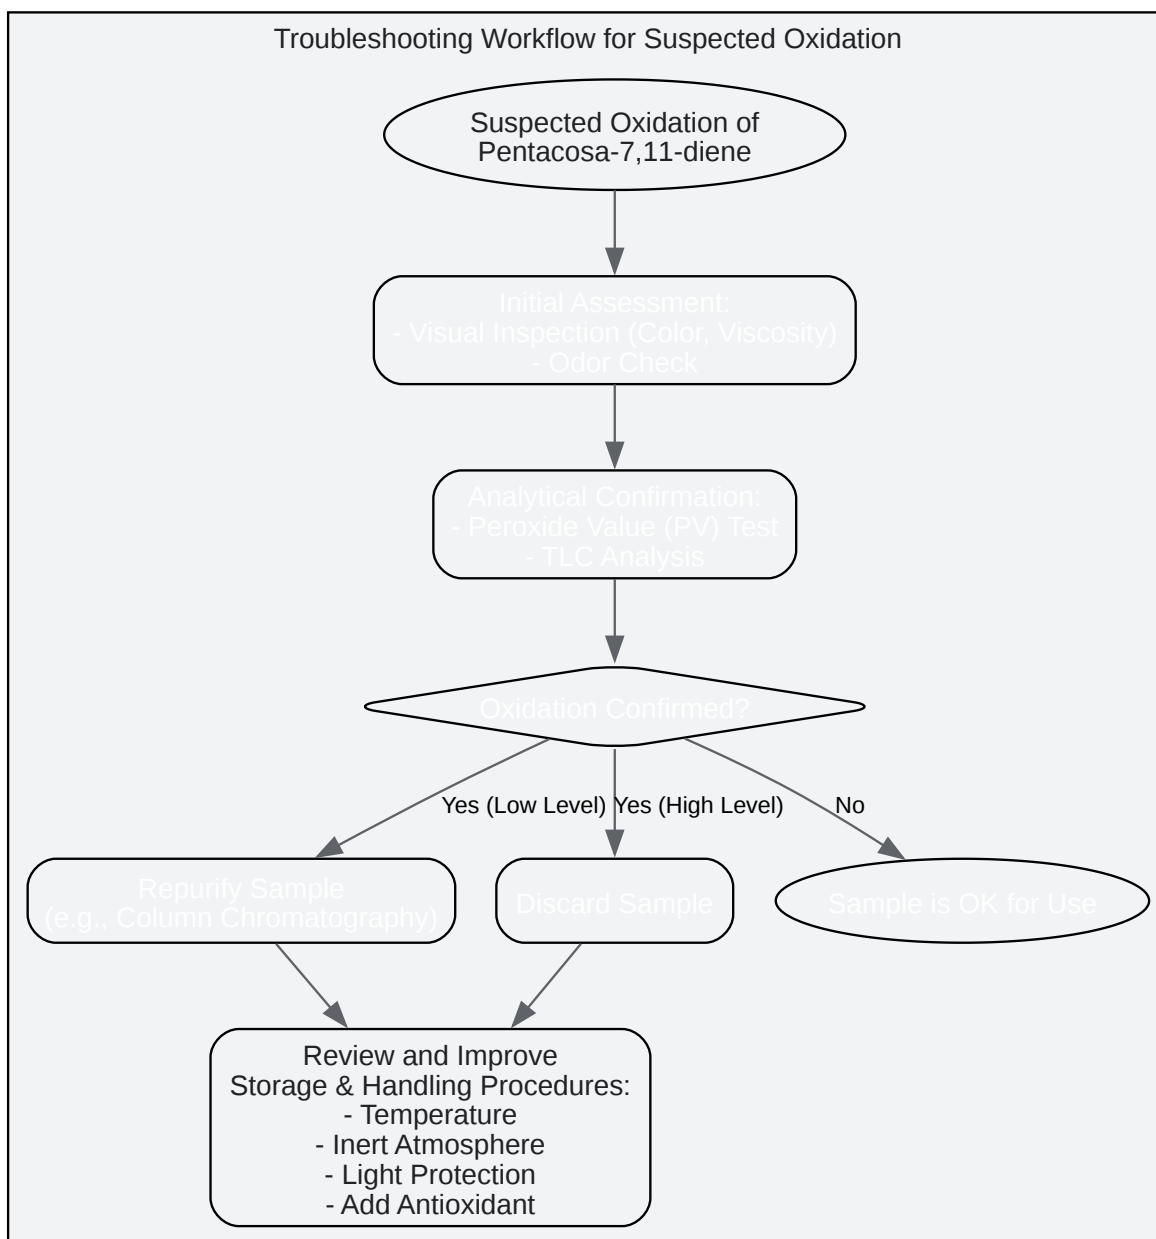 Troubleshooting Workflow for Suspected Oxidation
Suspected Oxidation of
Pentacosa-7,11-diene
Initial Assessment:
- Visual Inspection (Color, Viscosity)
- Odor Check
Analytical Confirmation:
- Peroxide Value (PV) Test
- TLC Analysis
Oxidation Confirmed?
Yes (Low Level)
Yes (High Level)
No
Repurify Sample
(e.g., Column Chromatography)
Discard Sample
Sample is OK for Use
Review and Improve
Storage & Handling Procedures:
- Temperature
- Inert Atmosphere
- Light Protection
- Add Antioxidant